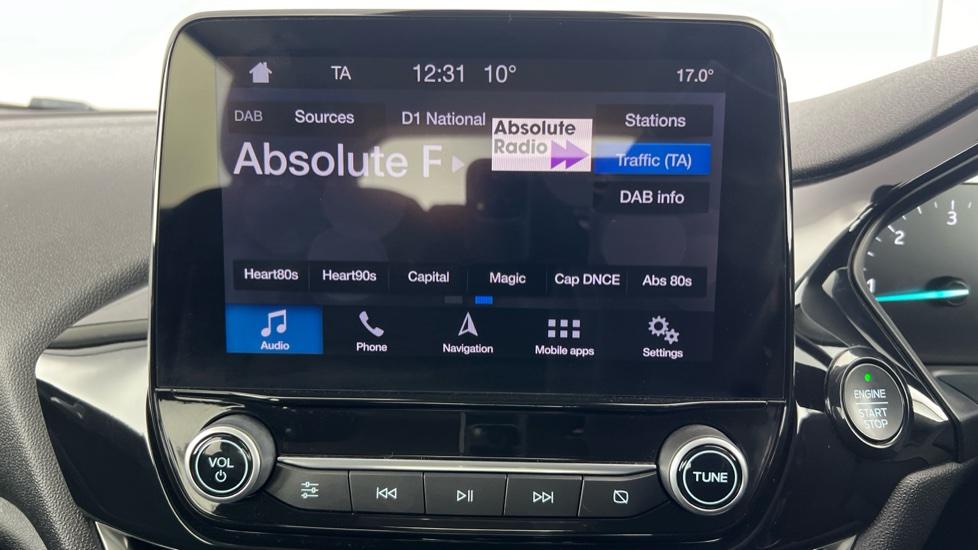 TA 12:31 10° 17.0°
DAB Sources D1 National Stations
Absolute
Radio
Absolute F
Traffic (TA)
DAB info
Heart80s Heart90s Capital Magic Cap DNCE Abs 80s
Audio Phone Navigation Mobile apps Settings
VOL
TUNE
ENGINE
START
STOP
1 2 3